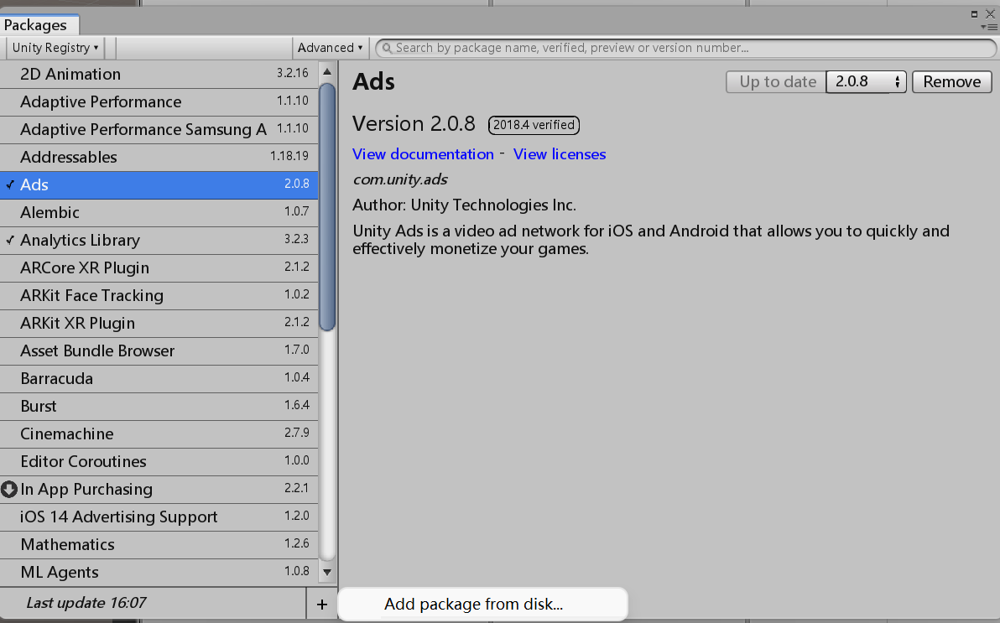 Packages
Unity Registry
Advanced
Search by package name, verified, preview or version number...
2D Animation 3.2.16
Adaptive Performance 1.1.10
Adaptive Performance Samsung A 1.1.10
Addressables 1.18.19
Ads 2.0.8
Alembic 1.0.7
Analytics Library 3.2.3
ARCore XR Plugin 2.1.2
ARKit Face Tracking 1.0.2
ARKit XR Plugin 2.1.2
Asset Bundle Browser 1.7.0
Barracuda 1.0.4
Burst 1.6.4
Cinemachine 2.7.9
Editor Coroutines 1.0.0
In App Purchasing 2.2.1
iOS 14 Advertising Support 1.2.0
Mathematics 1.2.6
ML Agents 1.0.8
Last update 16:07
+
Add package from disk...
Ads
Up to date 2.0.8 Remove
Version 2.0.8 2018.4 verified
View documentation - View licenses
com.unity.ads
Author: Unity Technologies Inc.
Unity Ads is a video ad network for iOS and Android that allows you to quickly and
effectively monetize your games.